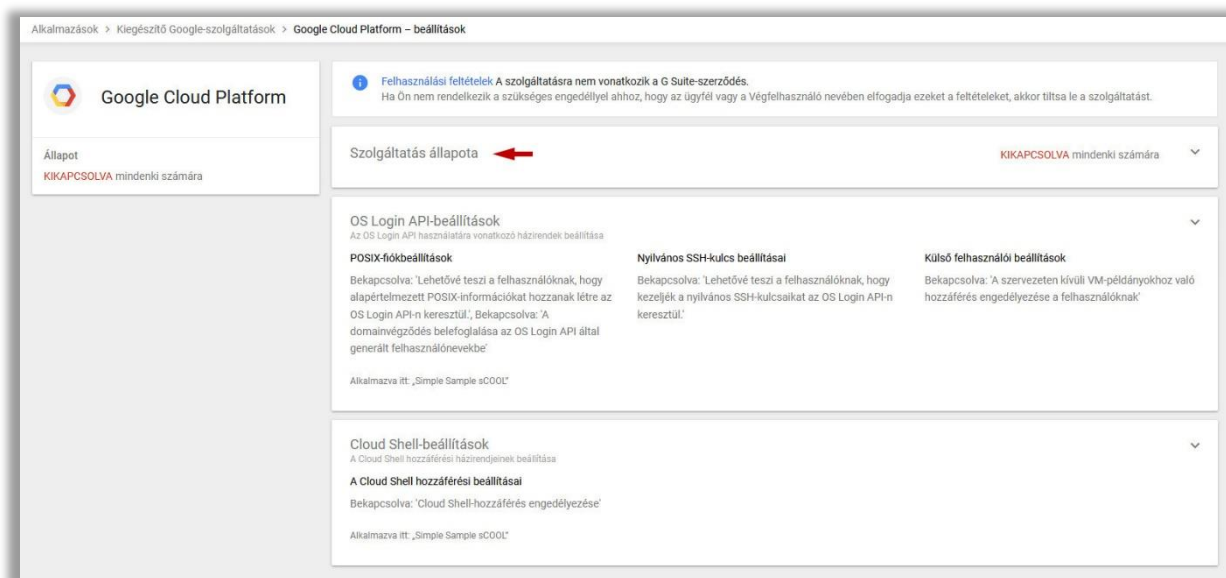 Alkalmazások > Kiegészítő Google-szolgáltatások > Google Cloud Platform – beállítások
Google Cloud Platform
Állapot
KIKAPCSOLVA mindenki számára
Felhasználási feltételek A szolgáltatásra nem vonatkozik a G Suite-szerződés.
Ha Ön nem rendelkezik a szükséges engedéllyel ahhoz, hogy az ügyfél vagy a Végfelhasználó nevében elfogadja ezeket a feltételeket, akkor tiltsa le a szolgáltatást.
Szolgáltatás állapota
KIKAPCSOLVA mindenki számára
OS Login API-beállítások
Az OS Login API használatára vonatkozó házirendek beállítása
POSIX-fiókbeállítások
Bekapcsolva: 'Lehetővé teszi a felhasználóknak, hogy
alapértelmezett POSIX-információkat hozzanak létre az
OS Login API-n keresztül.', Bekapcsolva: 'A
domainvégződés belefoglalása az OS Login API által
generált felhasználónevekbe'
Alkalmazva itt: „Simple Sample sCOOL”
Nyilvános SSH-kulcs beállításai
Bekapcsolva: 'Lehetővé teszi a felhasználóknak, hogy
kezeljék a nyilvános SSH-kulcsaikat az OS Login API-n
keresztül.'
Külső felhasználói beállítások
Bekapcsolva: 'A szervezeten kívüli VM-példányokhoz való
hozzáférés engedélyezése a felhasználóknak'
Cloud Shell-beállítások
A Cloud Shell hozzáférési házirendjeinek beállítása
A Cloud Shell hozzáférési beállításai
Bekapcsolva: 'Cloud Shell-hozzáférés engedélyezése'
Alkalmazva itt: „Simple Sample sCOOL”